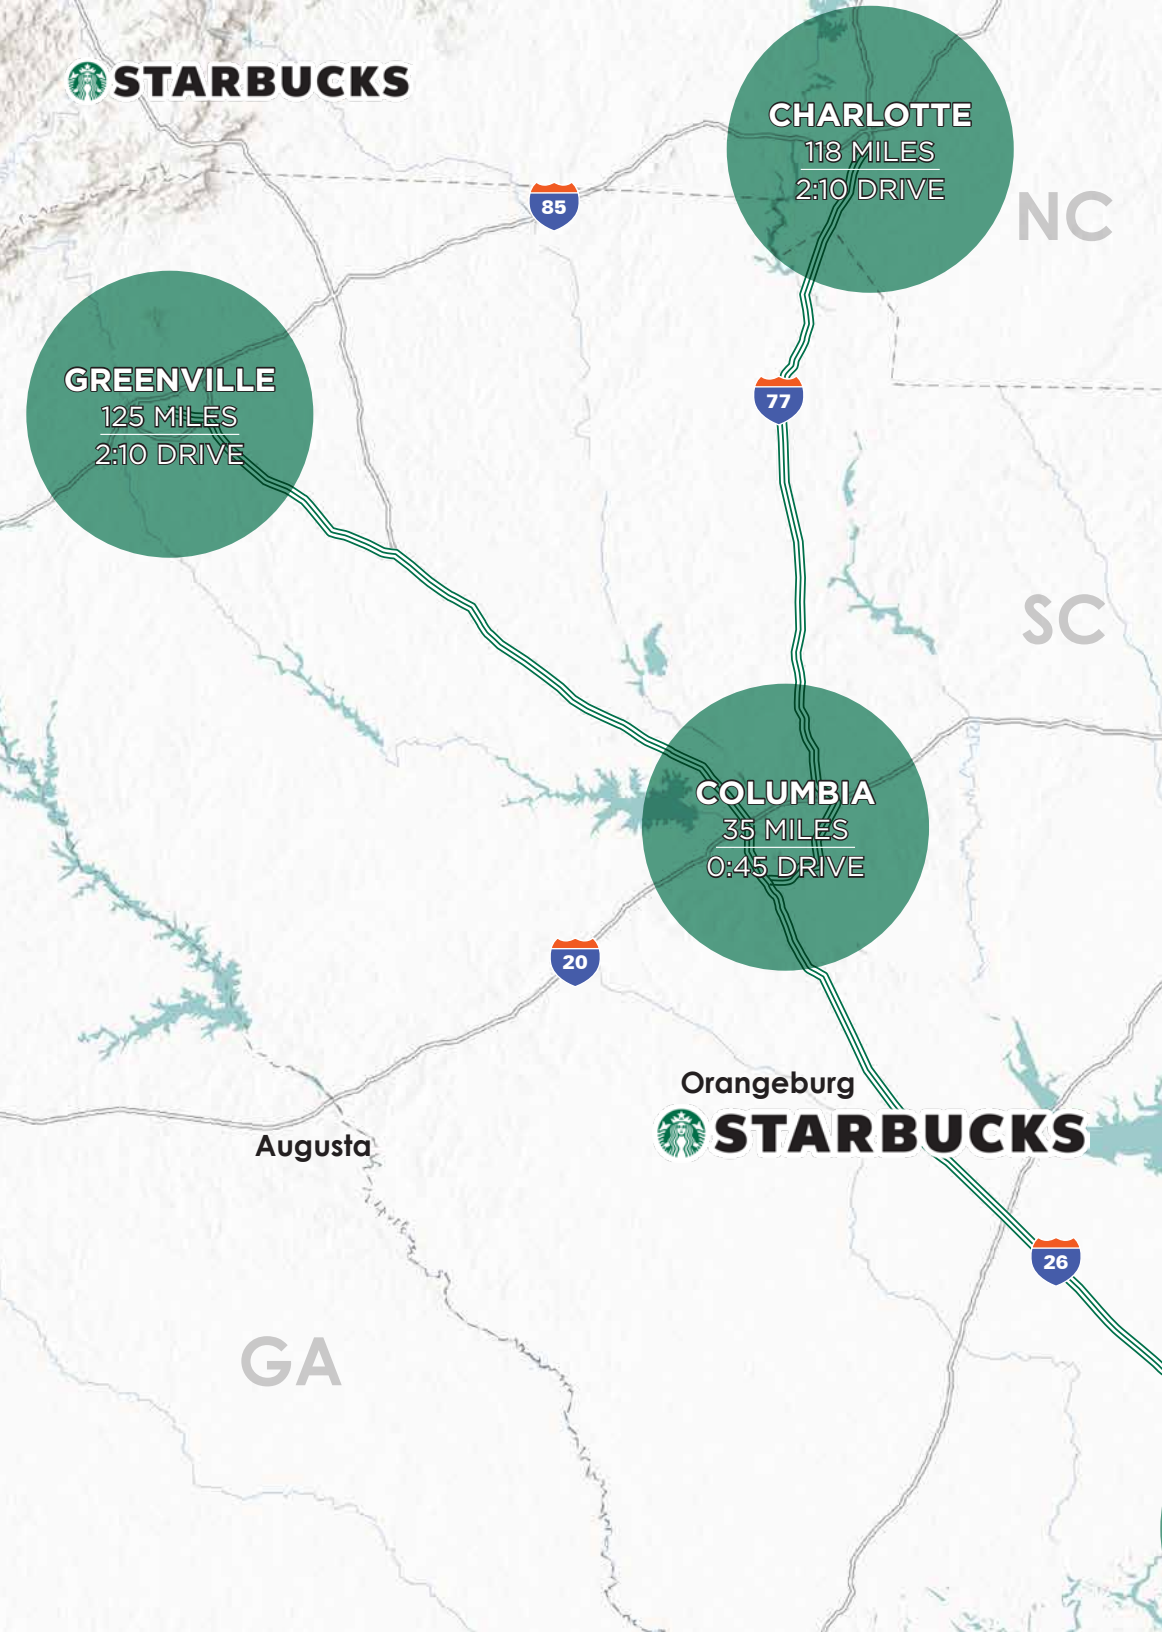 STARBUCKS
CHARLOTTE
118 MILES
2:10 DRIVE
NC
85
GREENVILLE
125 MILES
2:10 DRIVE
77
SC
COLUMBIA
35 MILES
0:45 DRIVE
20
Orangeburg
STARBUCKS
Augusta
26
GA